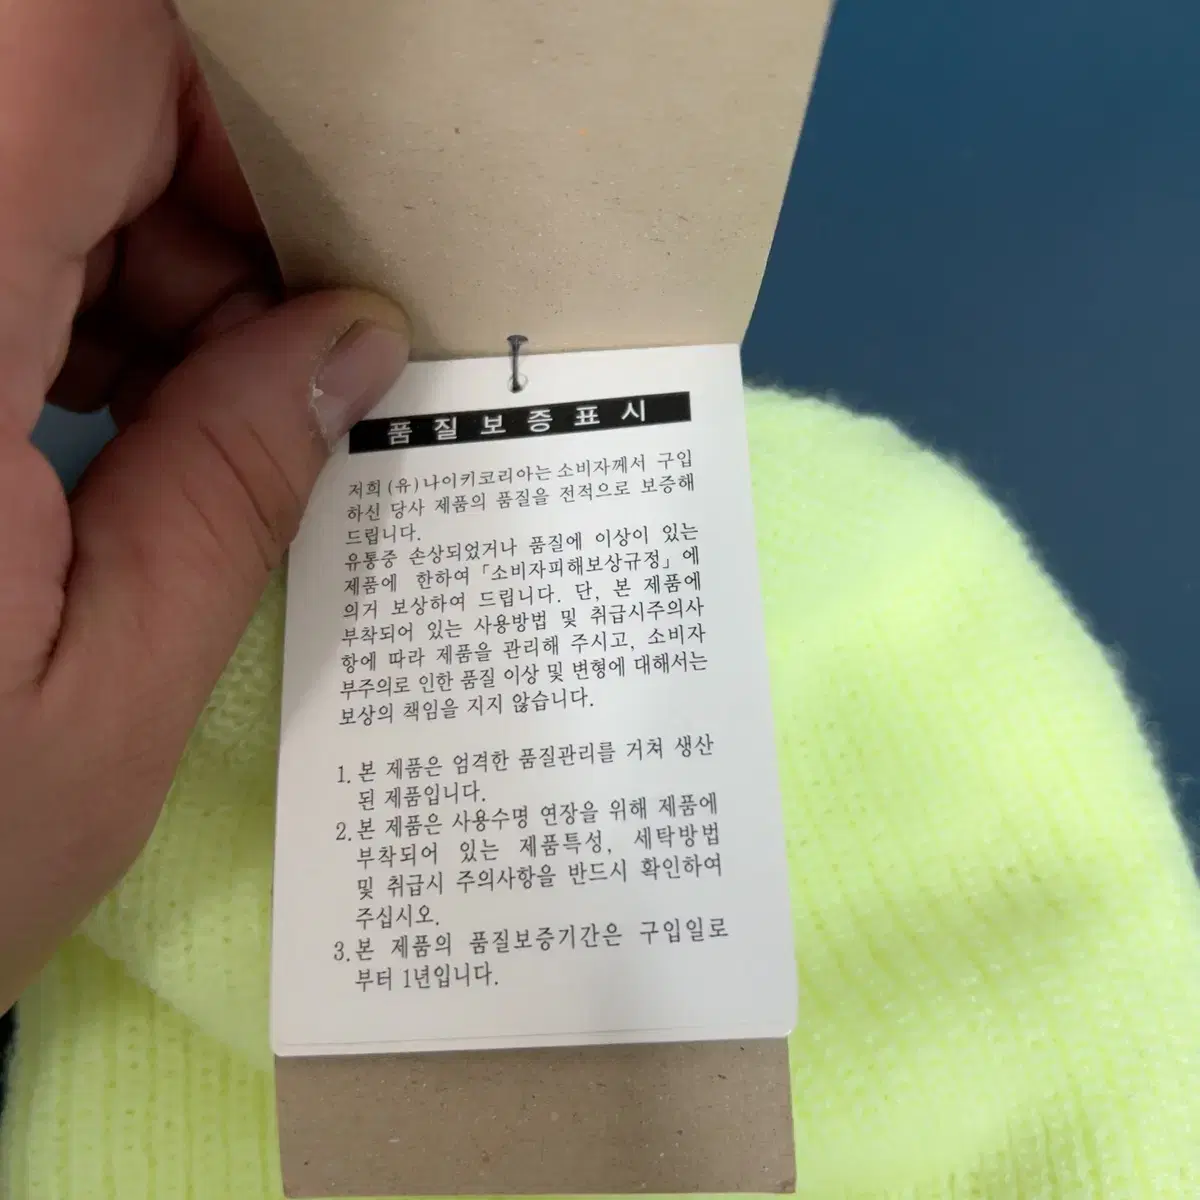 품질보증표시
저희 (유)나이키코리아는 소비자께서 구입
하신 당사 제품의 품질을 전적으로 보증해
드립니다.
유통중 손상되었거나 품질에 이상이 있는
제품에 한하여 「소비자피해보상규정」에
의거 보상하여 드립니다. 단, 본 제품에
부착되어 있는 사용방법 및 취급시주의사
항에 따라 제품을 관리해 주시고, 소비자
부주의로 인한 품질 이상 및 변형에 대해서는
보상의 책임을 지지 않습니다.
1. 본 제품은 엄격한 품질관리를 거쳐 생산
된 제품입니다.
2. 본 제품은 사용수명 연장을 위해 제품에
부착되어 있는 제품특성, 세탁방법
및 취급시 주의사항을 반드시 확인하여
주십시오.
3. 본 제품의 품질보증기간은 구입일로
부터 1년입니다.